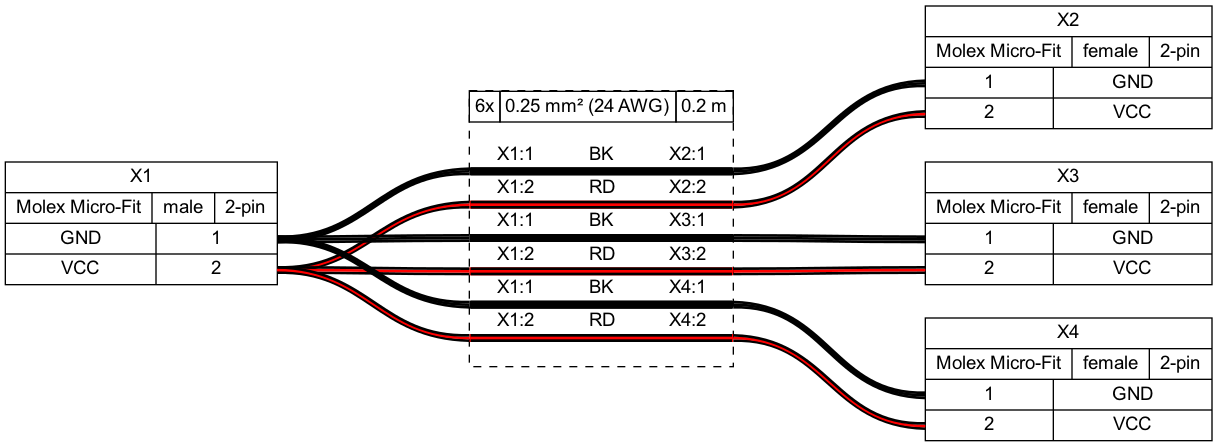 X1
Molex Micro-Fit male 2-pin
GND 1
VCC 2
6x 0.25 mm² (24 AWG) 0.2 m
X1:1 BK X2:1
X1:2 RD X2:2
X1:1 BK X3:1
X1:2 RD X3:2
X1:1 BK X4:1
X1:2 RD X4:2
X2
Molex Micro-Fit female 2-pin
1 GND
2 VCC
X3
Molex Micro-Fit female 2-pin
1 GND
2 VCC
X4
Molex Micro-Fit female 2-pin
1 GND
2 VCC